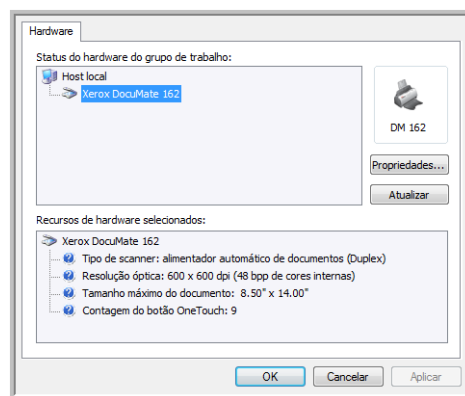 Hardware
Status do hardware do grupo de trabalho:
Host local
Xerox DocuMate 162
DM 162
Propriedades...
Atualizar
Recursos de hardware selecionados:
Xerox DocuMate 162
Tipo de scanner: alimentador automático de documentos (Duplex)
Resolução óptica: 600 x 600 dpi (48 bpp de cores internas)
Tamanho máximo do documento: 8.50" x 14.00"
Contagem do botão OneTouch: 9
OK Cancelar Aplicar